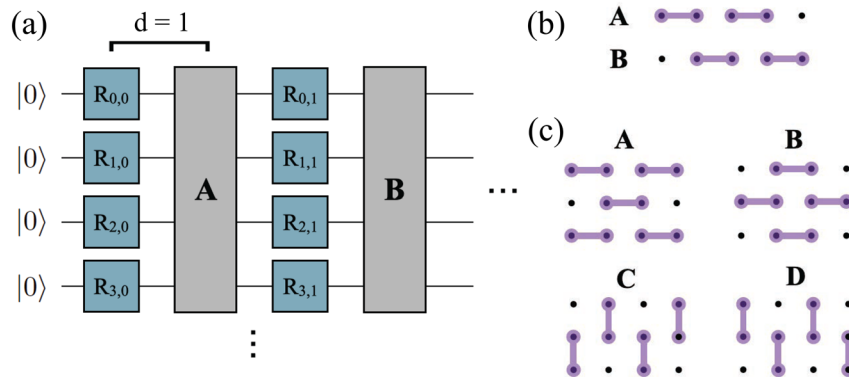 (a)
d = 1
|0⟩ R0,0 A R0,1 B
|0⟩ R1,0 R1,1
|0⟩ R2,0 R2,1
|0⟩ R3,0 R3,1
...
⋮
(b)
A
B
(c)
A B
C D